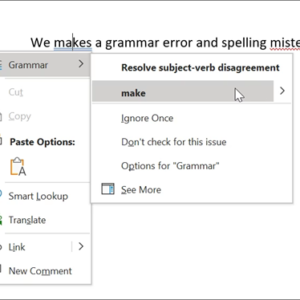 We makes a grammar error and spelling miste
Grammar
Resolve subject-verb disagreement
make
Cut
Copy
Ignore Once
Don't check for this issue
Paste Options:
Options for "Grammar"
See More
Smart Lookup
Translate
Link
New Comment